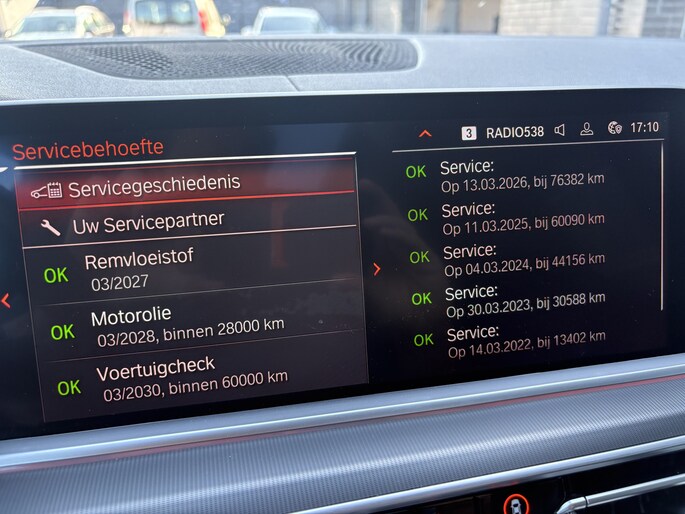 Servicebehoefte
3 RADIO538 17:10
Servicegeschiedenis
Uw Servicepartner
OK Remvloeistof
03/2027
OK Motorolie
03/2028, binnen 28000 km
OK Voertuigcheck
03/2030, binnen 60000 km
OK Service:
Op 13.03.2026, bij 76382 km
OK Service:
Op 11.03.2025, bij 60090 km
OK Service:
Op 04.03.2024, bij 44156 km
OK Service:
Op 30.03.2023, bij 30588 km
OK Service:
Op 14.03.2022, bij 13402 km